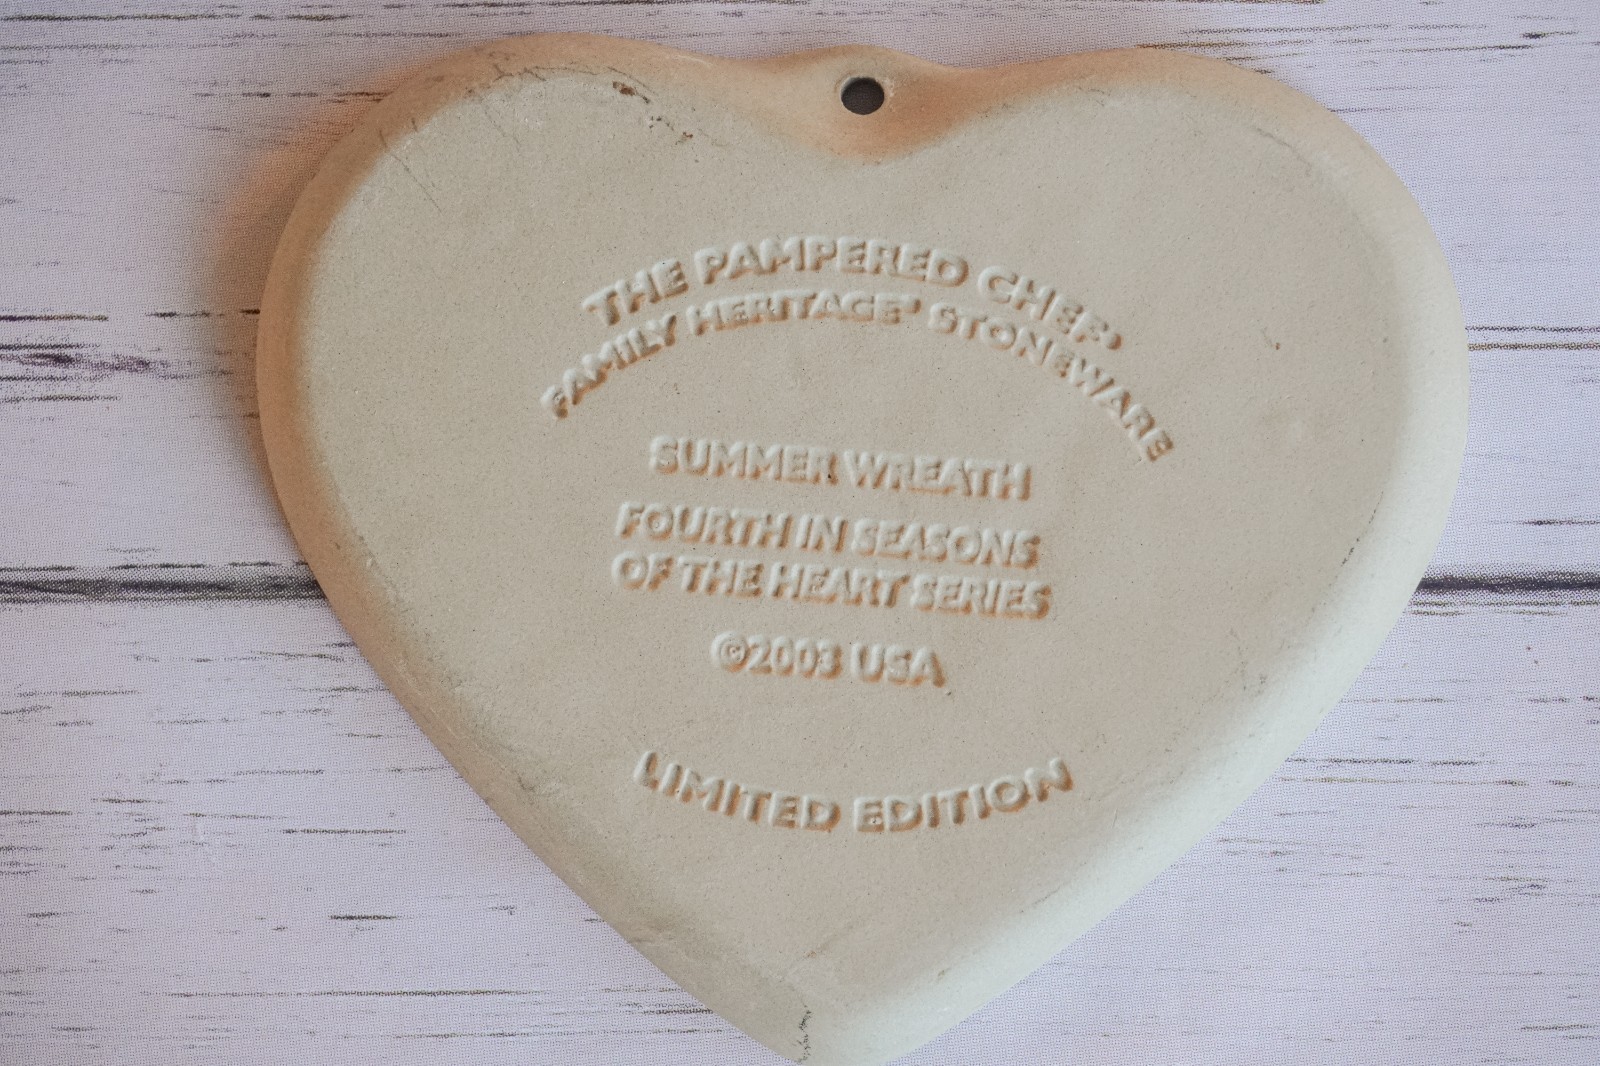 THE PAMPERED CHEF®
FAMILY HERITAGE® STONEWARE
SUMMER WREATH
FOURTH IN SEASONS
OF THE HEART SERIES
©2003 USA
LIMITED EDITION